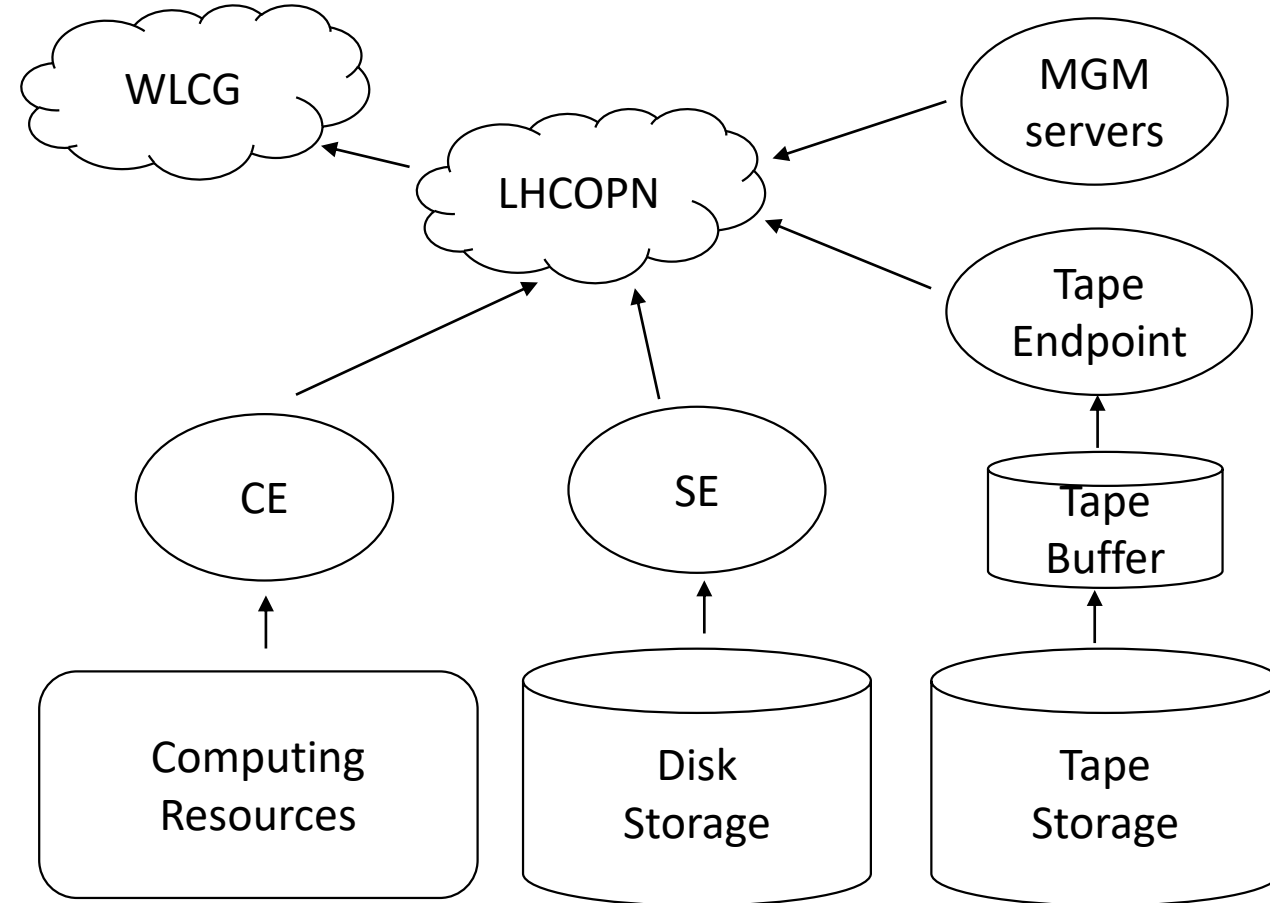 WLCG
MGM
servers
LHCOPN
Tape
Endpoint
CE
SE
Tape
Buffer
Computing
Resources
Disk
Storage
Tape
Storage